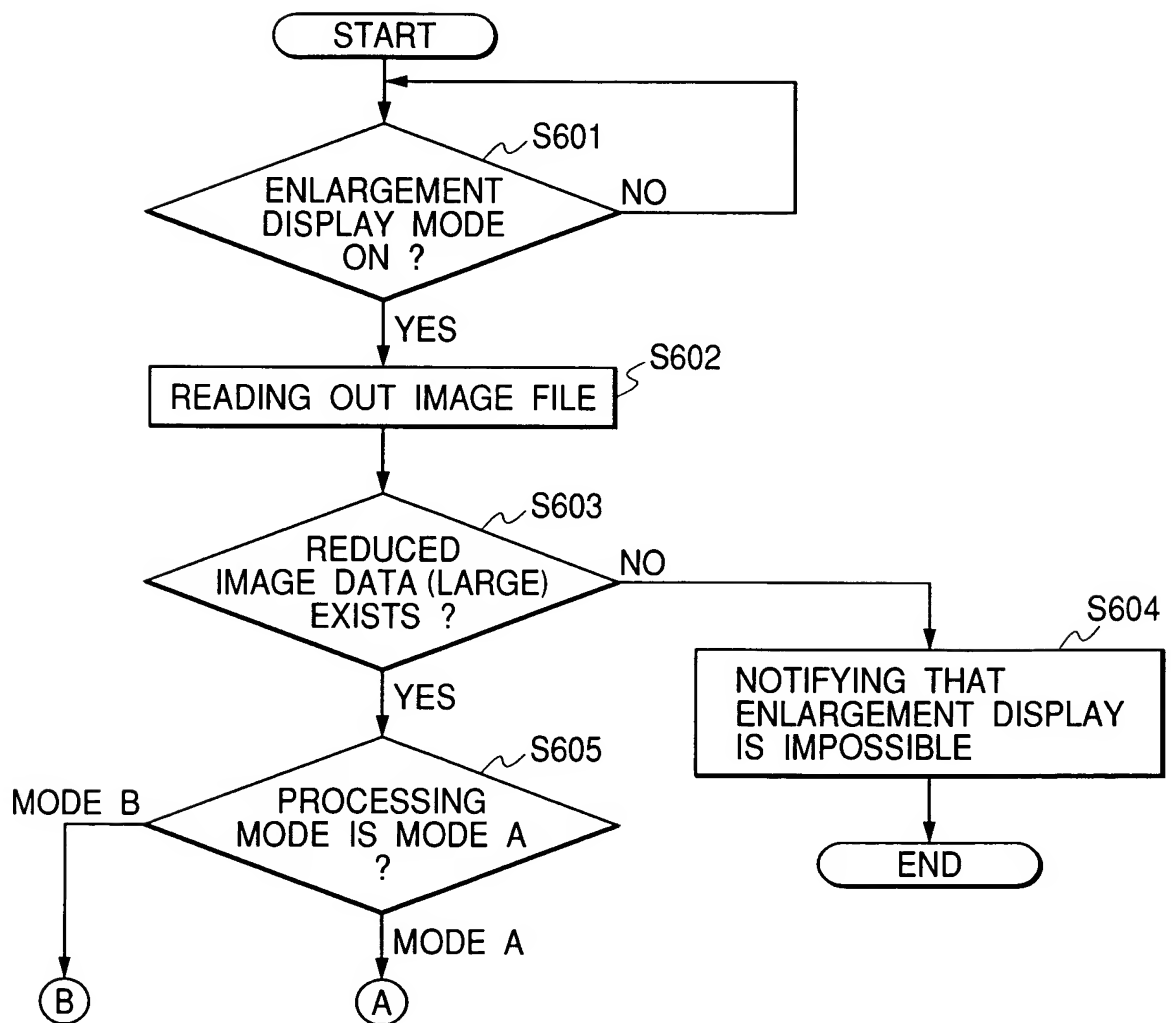 START
S601
ENLARGEMENT
DISPLAY MODE
ON ?
NO
YES
S602
READING OUT IMAGE FILE
S603
REDUCED
IMAGE DATA (LARGE)
EXISTS ?
NO
YES
S604
NOTIFYING THAT
ENLARGEMENT DISPLAY
IS IMPOSSIBLE
S605
MODE B
PROCESSING
MODE IS MODE A
?
END
MODE A
B
A